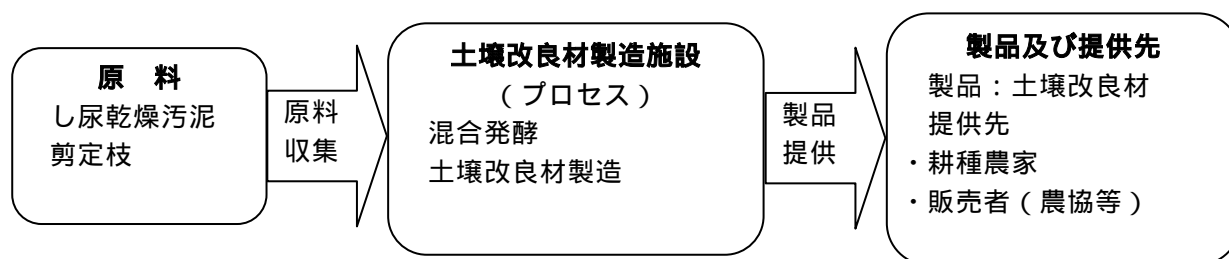 原　料
し尿乾燥汚泥
剪定枝
原料
収集
土壌改良材製造施設
（プロセス）
混合発酵
土壌改良材製造
製品
提供
製品及び提供先
製品：土壌改良材
提供先
・耕種農家
・販売者（農協等）